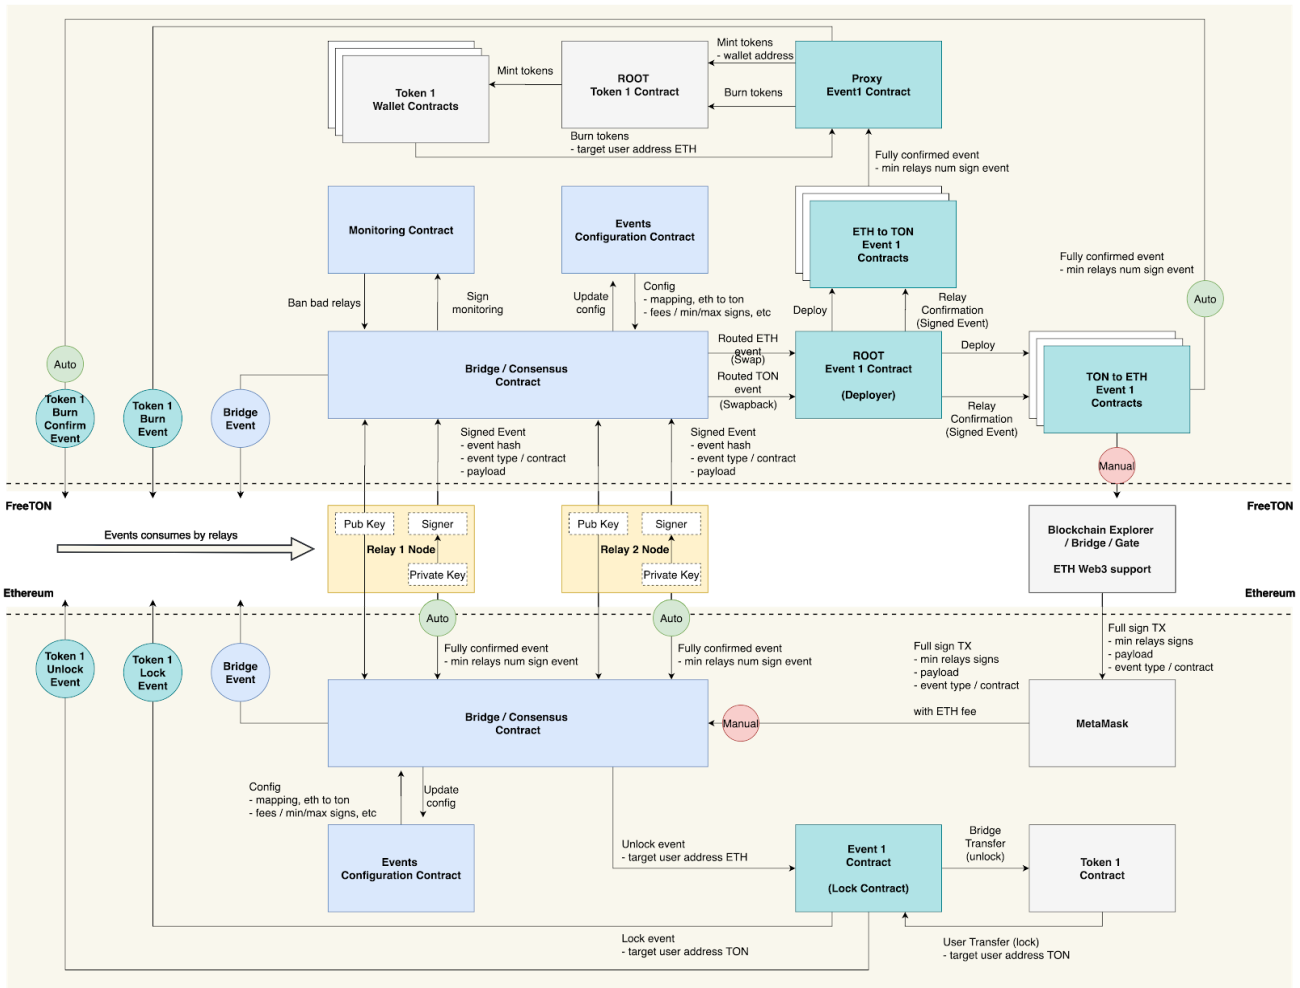 Mint tokens
- wallet address
Token 1
Wallet Contracts
Mint tokens
ROOT
Token 1 Contract
Burn tokens
Proxy
Event1 Contract
Burn tokens
- target user address ETH
Fully confirmed event
- min relays num sign event
Monitoring Contract
Events
Configuration Contract
ETH to TON
Event 1
Contracts
Fully confirmed event
- min relays num sign event
Auto
Ban bad relays
Sign
monitoring
Update
config
Config
- mapping, eth to ton
- fees / min/max signs, etc
Deploy
Relay
Confirmation
(Signed Event)
Auto
Bridge / Consensus
Contract
Routed ETH
event
(Swap)
Routed TON
event
(Swapback)
ROOT
Event 1 Contract
(Deployer)
Deploy
Relay
Confirmation
(Signed Event)
TON to ETH
Event 1
Contracts
Token 1
Burn
Confirm
Event
Token 1
Burn
Event
Bridge
Event
Signed Event
- event hash
- event type / contract
- payload
Signed Event
- event hash
- event type / contract
- payload
Manual
FreeTON
FreeTON
Events consumes by relays
Pub Key
Signer
Relay 1 Node
Private Key
Pub Key
Signer
Relay 2 Node
Private Key
Blockchain Explorer
/ Bridge / Gate
ETH Web3 support
Ethereum
Ethereum
Auto
Auto
Token 1
Unlock
Event
Token 1
Lock
Event
Bridge
Event
Fully confirmed event
- min relays num sign event
Fully confirmed event
- min relays num sign event
Full sign TX
- min relays signs
- payload
- event type / contract
with ETH fee
Full sign TX
- min relays signs
- payload
- event type / contract
Bridge / Consensus
Contract
Manual
MetaMask
Config
- mapping, eth to ton
- fees / min/max signs, etc
Update
config
Events
Configuration Contract
Unlock event
- target user address ETH
Event 1
Contract
(Lock Contract)
Bridge
Transfer
(unlock)
Token 1
Contract
Lock event
- target user address TON
User Transfer (lock)
- target user address TON